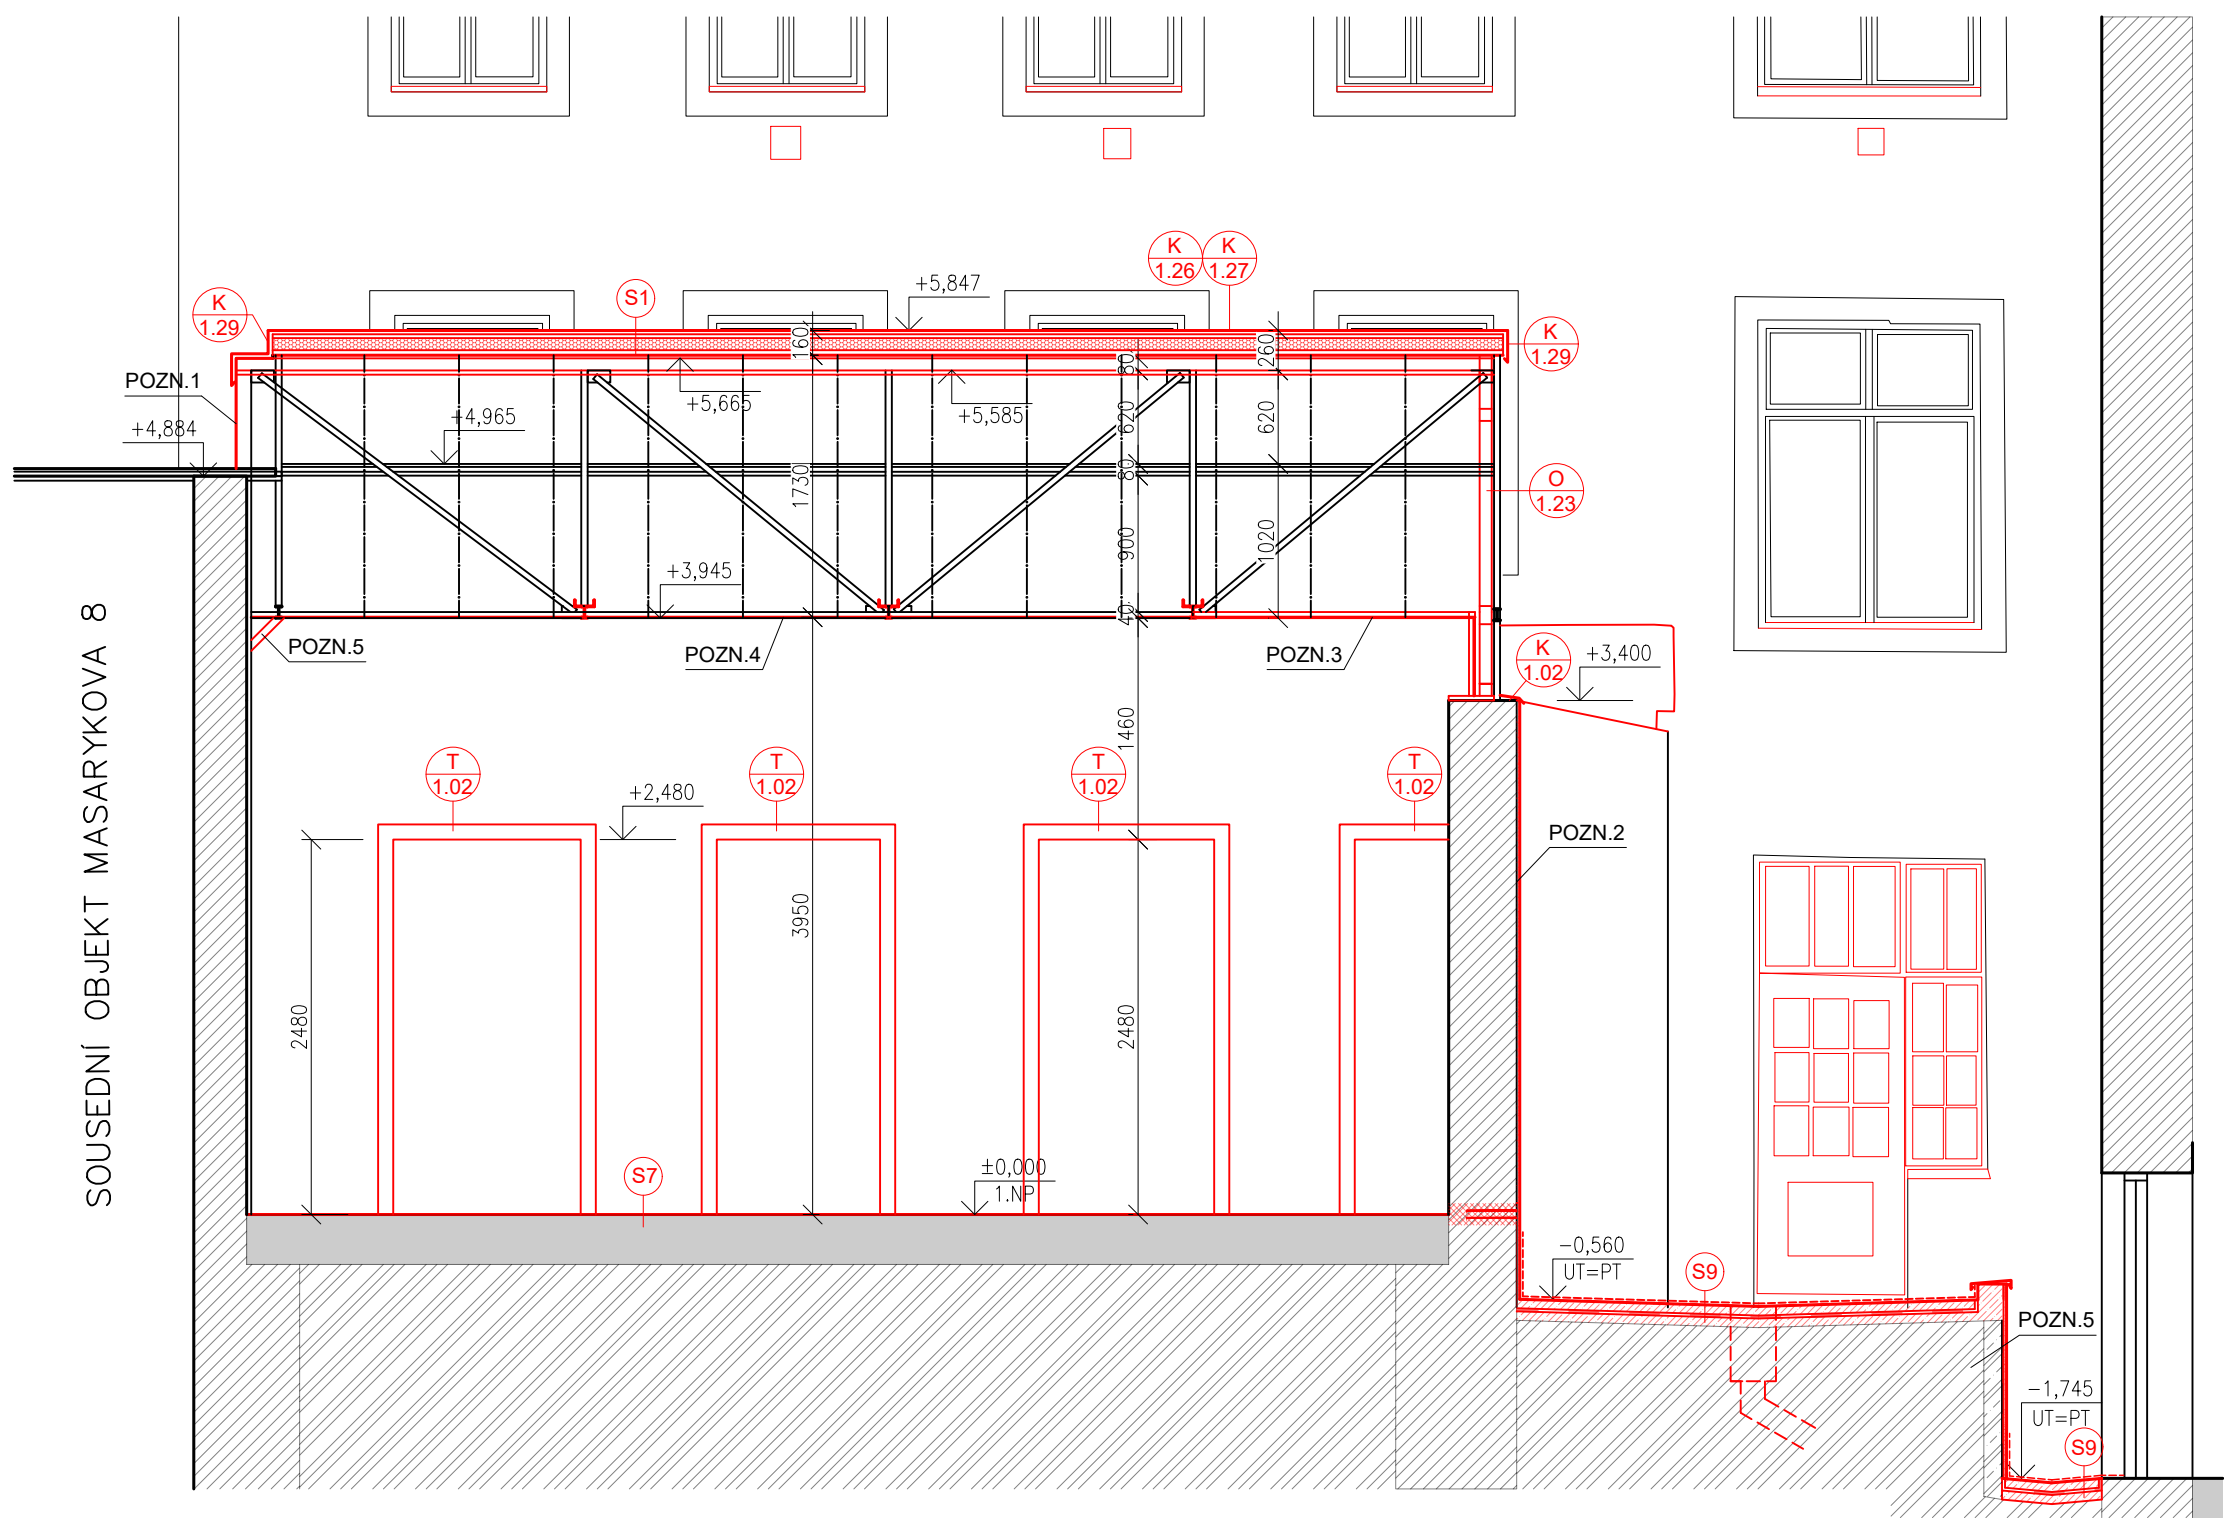 +5,847
K
1.26
K
1.27
K
1.29
S1
160
80
260
K
1.29
POZN.1
+4,884
+4,965
+5,665
+5,585
620
620
80
1730
O
1.23
900
1020
+3,945
40
POZN.5
POZN.4
POZN.3
K
1.02
+3,400
SOUSEDNÍ OBJEKT MASARYKOVA 8
1460
T
1.02
T
1.02
T
1.02
T
1.02
+2,480
POZN.2
3950
2480
2480
S7
±0,000
1.NP
-0,560
UT=PT
S9
POZN.5
-1,745
UT=PT
S9